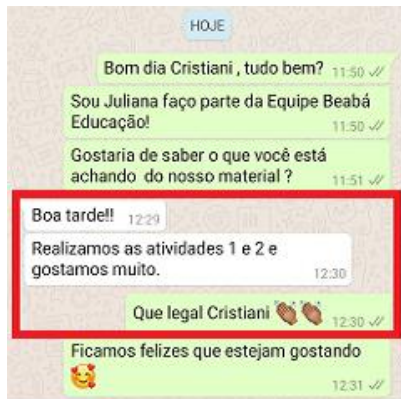 HOJE
Bom dia Cristiani , tudo bem? 11:50
Sou Juliana faço parte da Equipe Beabá
Educação! 11:50
Gostaria de saber o que você está
achando do nosso material ? 11:51
Boa tarde!! 12:29
Realizamos as atividades 1 e 2 e
gostamos muito. 12:30
Que legal Cristiani 👏🏽👏🏽 12:30
Ficamos felizes que estejam gostando
🥰 12:31